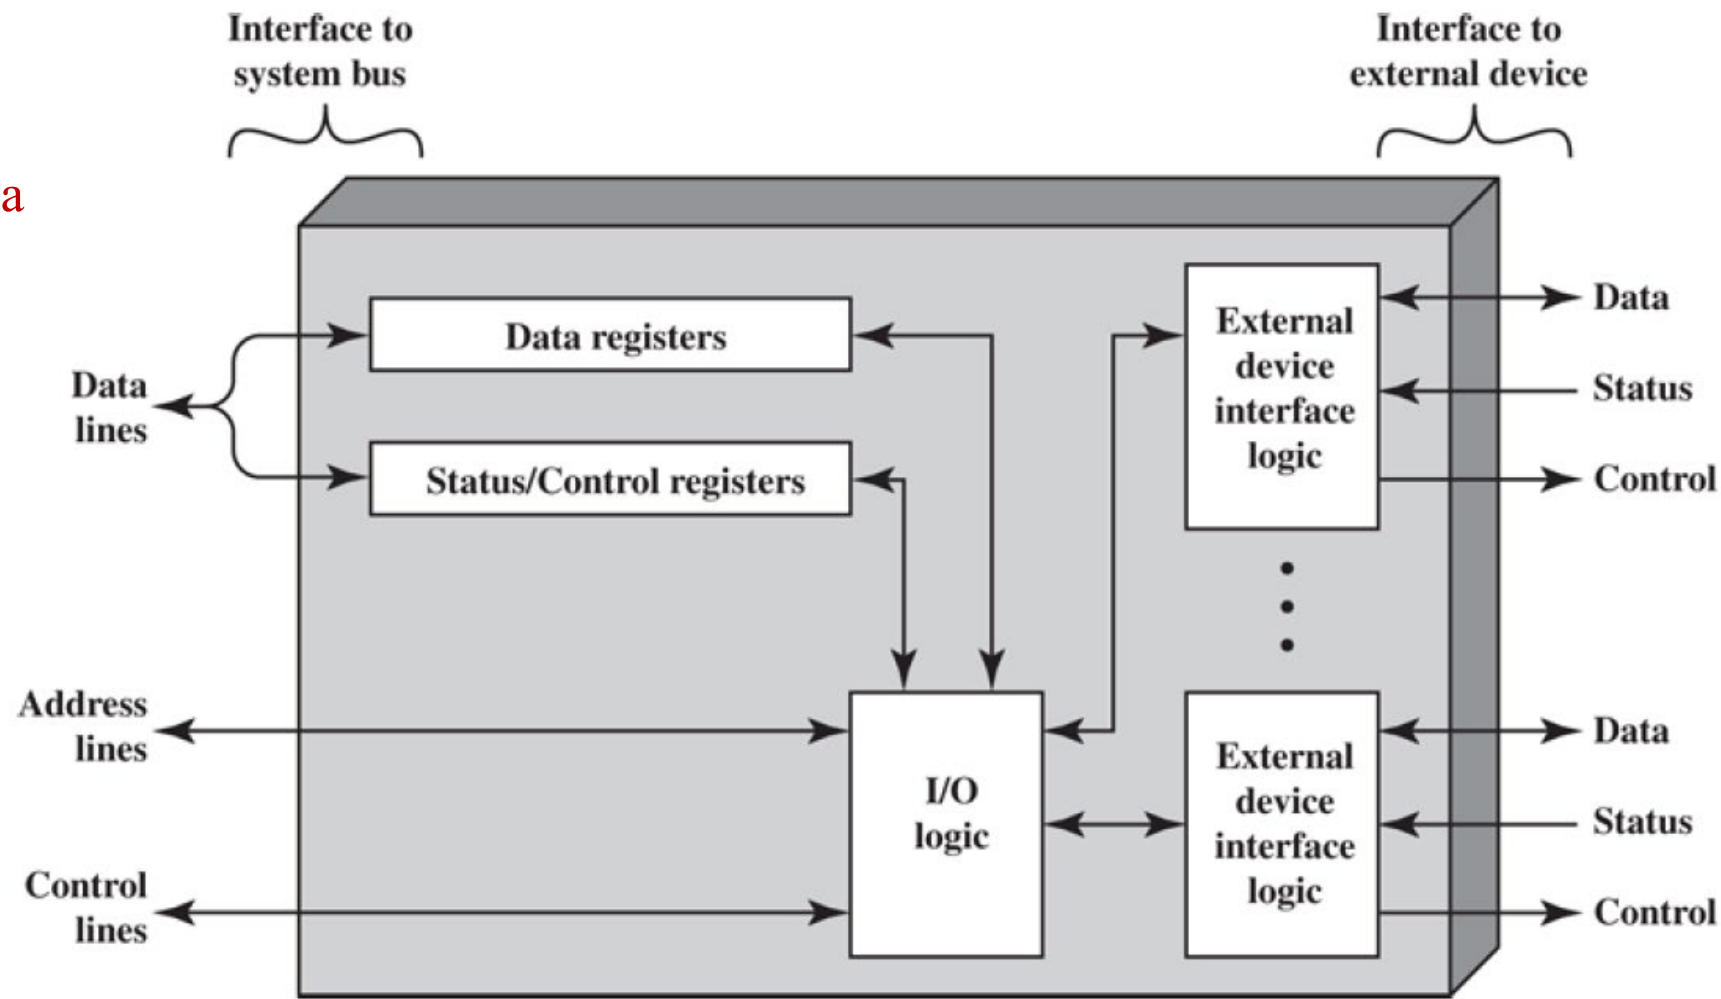 Interface to
system bus
Interface to
external device
a
Data registers
Data
lines
Status/Control registers
External
device
interface
logic
Data
Status
Control
Address
lines
I/O
logic
Control
lines
External
device
interface
logic
Data
Status
Control